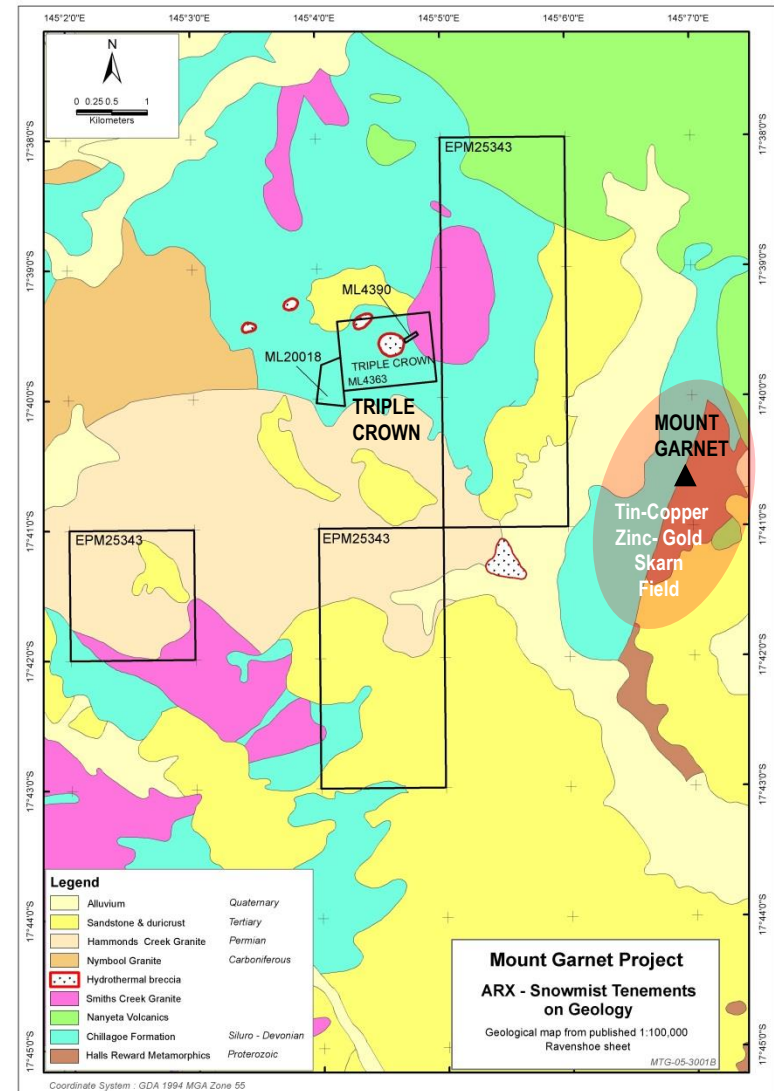 145°2'0"E 145°3'0"E 145°4'0"E 145°5'0"E 145°6'0"E 145°7'0"E
N
0 0.25 0.5 1
Kilometers
17°38'0"S 17°38'0"S
EPM25343
17°39'0"S 17°39'0"S
ML4390
ML20018
TRIPLE CROWN
ML4363
17°40'0"S 17°40'0"S
TRIPLE
CROWN
MOUNT
GARNET
Tin-Copper
Zinc- Gold
Skarn
Field
17°41'0"S 17°41'0"S
EPM25343 EPM25343
17°42'0"S 17°42'0"S
17°43'0"S 17°43'0"S
17°44'0"S 17°44'0"S
17°45'0"S 17°45'0"S
Legend
Alluvium Quaternary
Sandstone & duricrust Tertiary
Hammonds Creek Granite Permian
Nymbool Granite Carboniferous
Hydrothermal breccia
Smiths Creek Granite
Nanyeta Volcanics
Chillagoe Formation Siluro - Devonian
Halls Reward Metamorphics Proterozoic
Mount Garnet Project
ARX - Snowmist Tenements
on Geology
Geological map from published 1:100,000
Ravenshoe sheet
MTG-05-3001B
Coordinate System : GDA 1994 MGA Zone 55